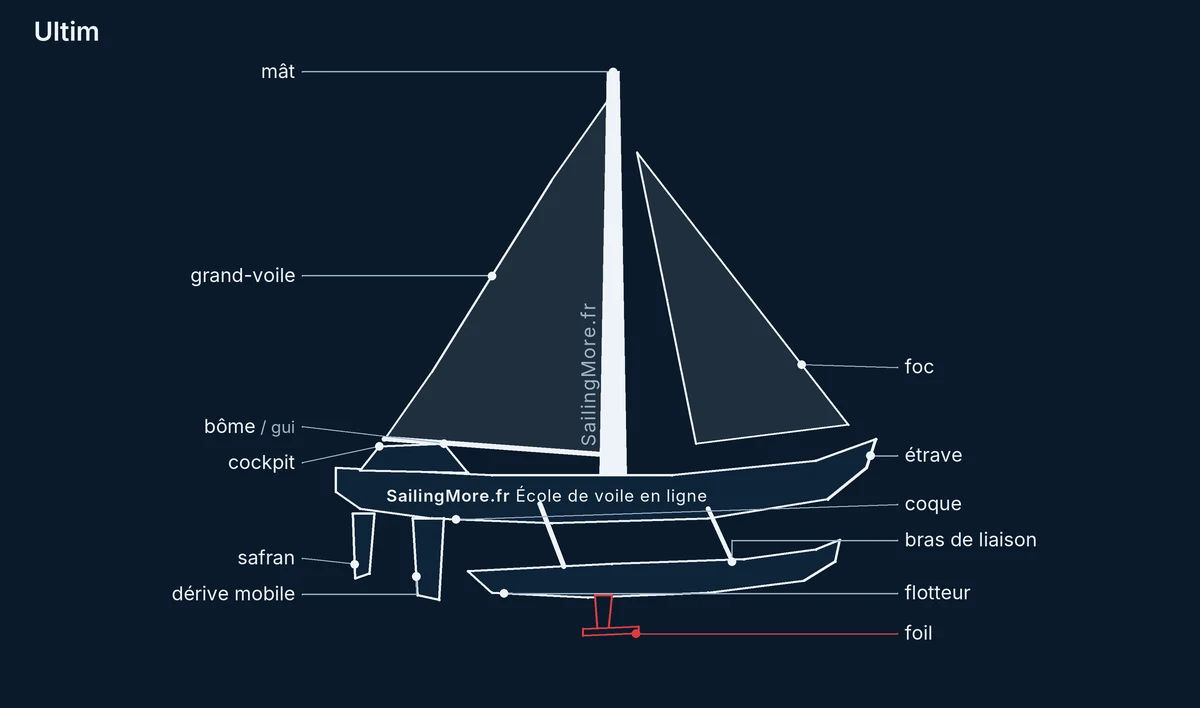 Ultim
mât
grand-voile
SailingMore.fr
foc
bôme / gui
cockpit
étrave
SailingMore.fr École de voile en ligne
coque
bras de liaison
safran
dérive mobile
flotteur
foil